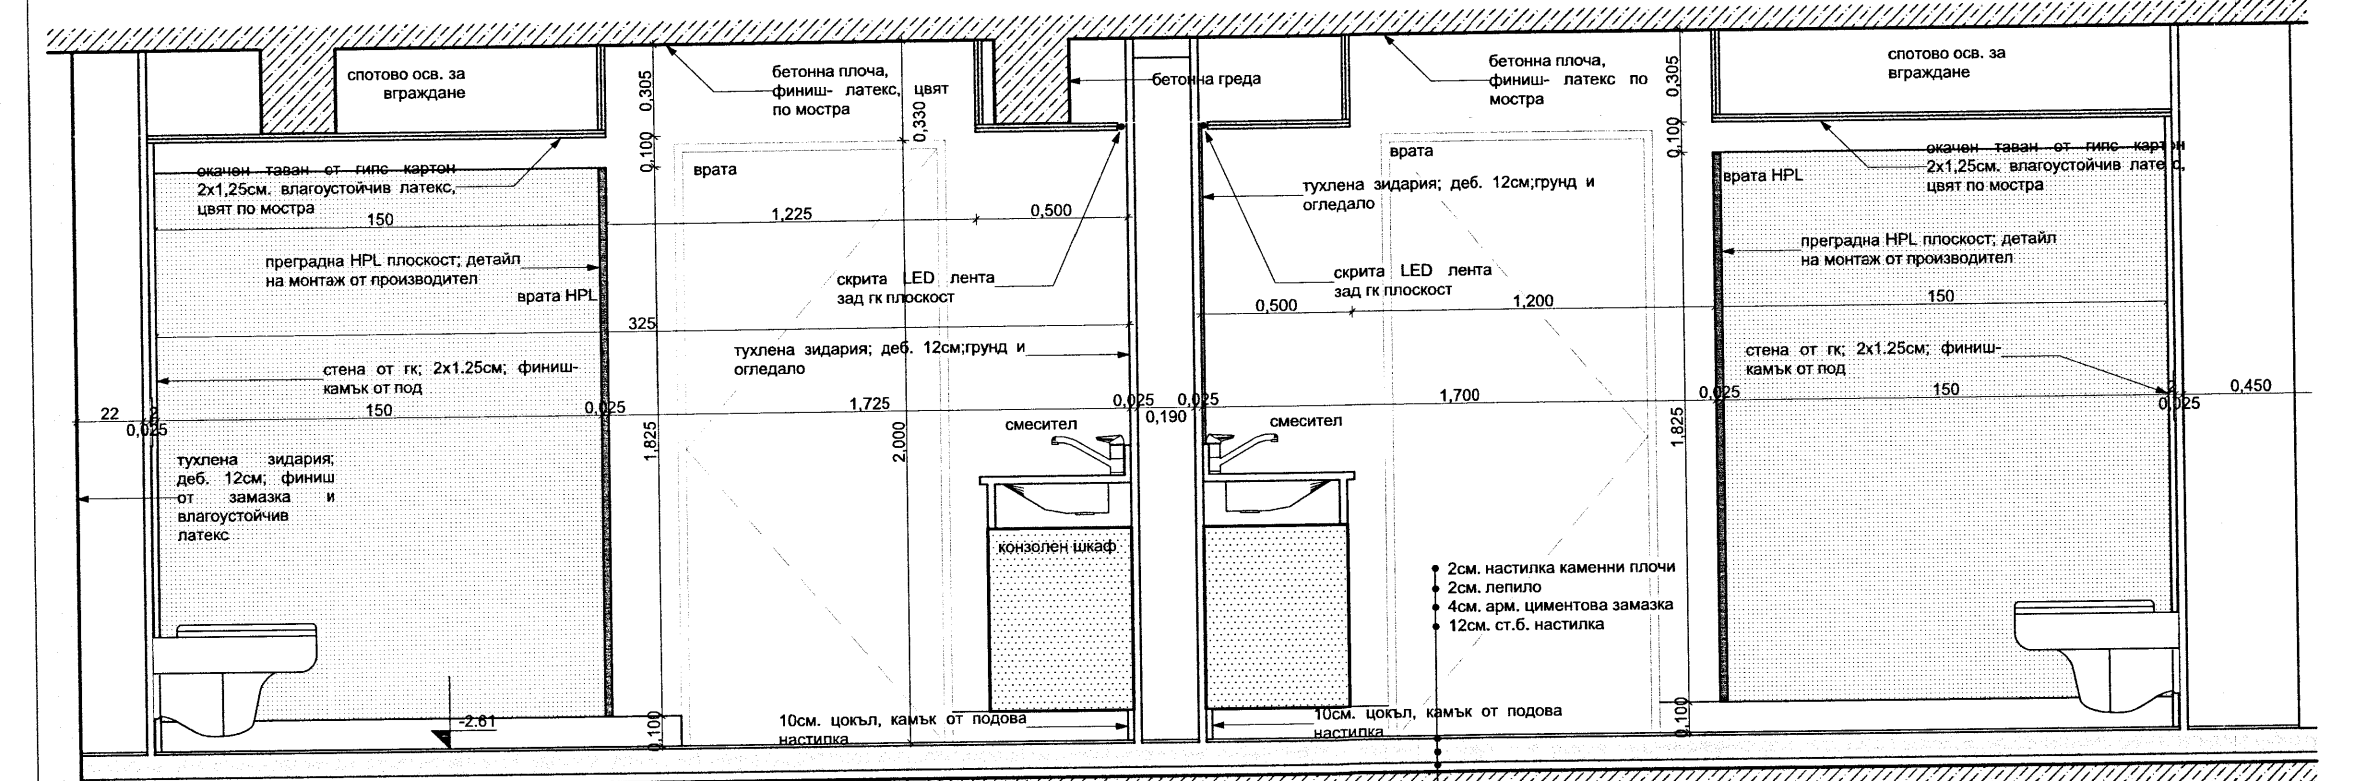 спотово осв. за
вграждане
0,305
бетонна плоча,
финиш- латекс, цвят
по мостра
0,330
бетонна греда
бетонна плоча,
финиш- латекс по
мостра
0,305
спотово осв. за
вграждане
0,100
окачен таван от гипс картон
2x1,25см. влагоустойчив латекс,
цвят по мостра
150
врата
1,225
0,500
врата
тухлена зидария; деб. 12см;грунд и
огледало
0,100
врата HPL
окачен таван от гипс картон
2x1,25см. влагоустойчив латекс,
цвят по мостра
преградна HPL плоскост; детайл
на монтаж от производител
врата HPL
скрита LED лента
зад гк плоскост
скрита LED лента
зад гк плоскост
преградна HPL плоскост; детайл
на монтаж от производител
325
0,500
1,200
150
тухлена зидария; деб. 12см;грунд и
огледало
стена от гк; 2x1.25см; финиш-
камък от под
стена от гк; 2x1.25см; финиш-
камък от под
22
2
0,025
150
0,025
1,725
0,025
0,190
0,025
1,700
0,025
150
2
0,025
0,450
1,825
2,000
смесител
смесител
1,825
тухлена зидария;
деб. 12см; финиш
от замазка и
влагоустойчив
латекс
конзолен шкаф
2см. настилка каменни плочи
2см. лепило
4см. арм. циментова замазка
12см. ст.б. настилка
-2.61
0,100
10см. цокъл, камък от подова
настилка
10см. цокъл, камък от подова
настилка
0,100